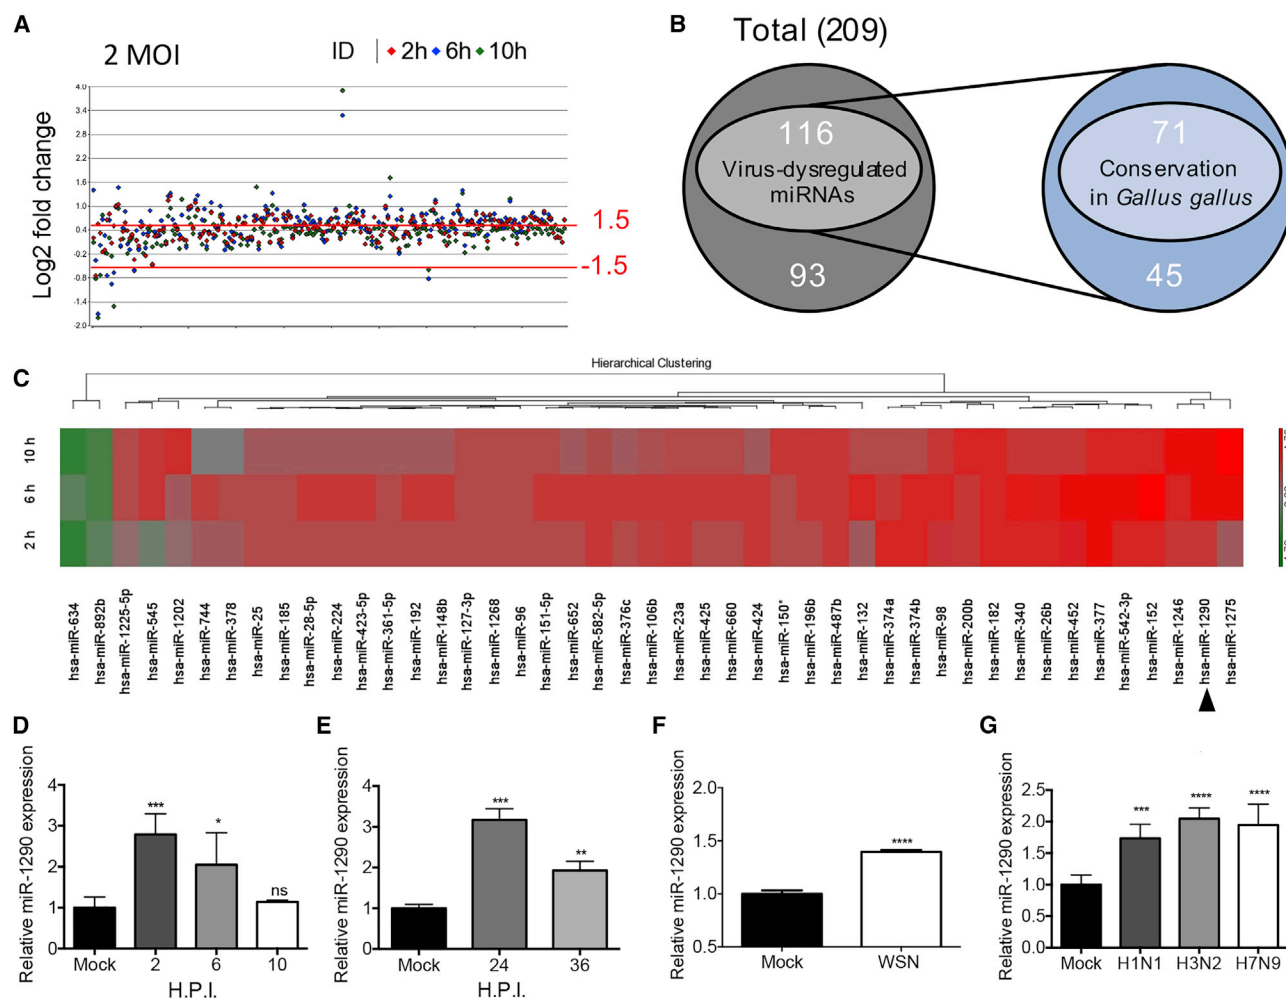 A
2 MOI
ID
2h
6h
10h
Log2 fold change
4.0
3.4
2.8
2.2
1.6
1.0
0.4
-0.2
-0.8
-1.4
-2.0
1.5
-1.5
B
Total (209)
116
Virus-dysregulated
miRNAs
93
71
Conservation
in Gallus gallus
45
C
Hierarchical Clustering
10 h
6 h
2 h
hsa-miR-634
hsa-miR-892b
hsa-miR-1225-5p
hsa-miR-545
hsa-miR-1202
hsa-miR-744
hsa-miR-378
hsa-miR-25
hsa-miR-185
hsa-miR-28-5p
hsa-miR-224
hsa-miR-423-5p
hsa-miR-361-5p
hsa-miR-192
hsa-miR-148b
hsa-miR-127-3p
hsa-miR-1268
hsa-miR-96
hsa-miR-151-5p
hsa-miR-652
hsa-miR-582-5p
hsa-miR-376c
hsa-miR-106b
hsa-miR-23a
hsa-miR-425
hsa-miR-660
hsa-miR-424
hsa-miR-150*
hsa-miR-196b
hsa-miR-487b
hsa-miR-132
hsa-miR-374a
hsa-miR-374b
hsa-miR-98
hsa-miR-200b
hsa-miR-182
hsa-miR-340
hsa-miR-26b
hsa-miR-452
hsa-miR-377
hsa-miR-542-3p
hsa-miR-152
hsa-miR-1246
hsa-miR-1290
hsa-miR-1275
D
Relative miR-1290 expression
4
3
2
1
0
***
*
ns
Mock 2 6 10
H.P.I.
E
Relative miR-1290 expression
4
3
2
1
0
***
**
Mock 24 36
H.P.I.
F
Relative miR-1290 expression
2.0
1.5
1.0
0.5
****
Mock WSN
G
Relative miR-1290 expression
2.5
2.0
1.5
1.0
0.5
0.0
***
****
****
Mock H1N1 H3N2 H7N9